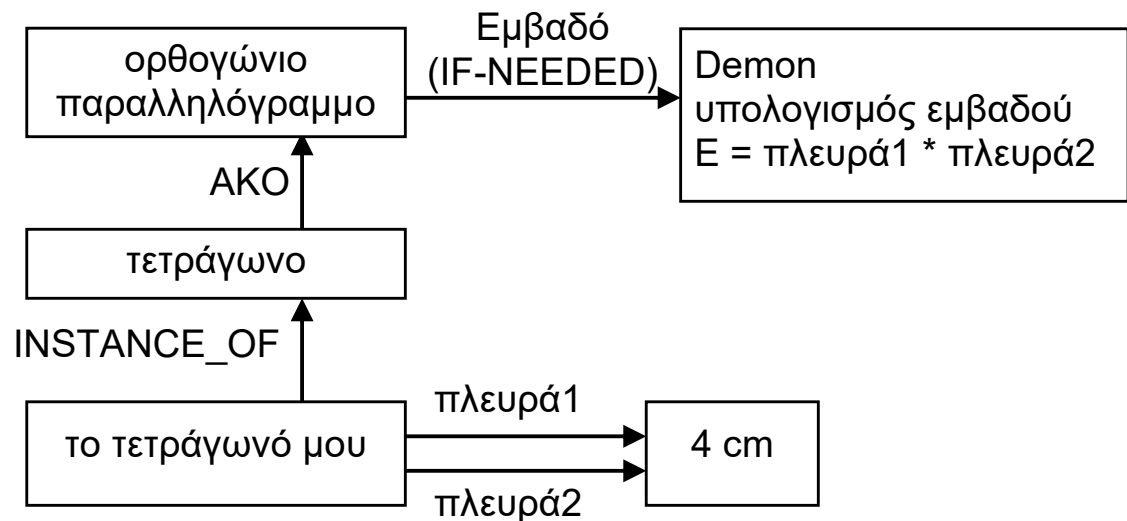 ορθογώνιο
παραλληλόγραμμο
Εμβαδό
(IF-NEEDED)
Demon
υπολογισμός εμβαδού
Ε = πλευρά1 * πλευρά2
AKO
τετράγωνο
INSTANCE_OF
το τετράγωνό μου
πλευρά1
4 cm
πλευρά2